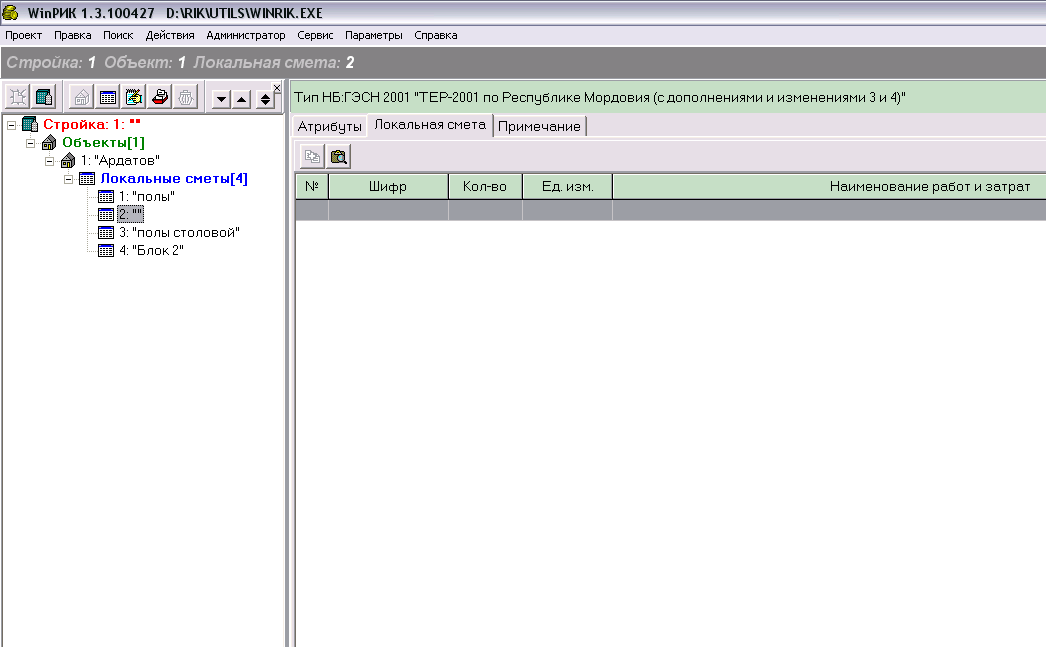 WinРИК 1.3.100427 D:\RIK\UTILS\WINRIK.EXE
Проект Правка Поиск Действия Администратор Сервис Параметры Справка
Стройка: 1 Объект: 1 Локальная смета: 2
Тип НБ:ГЭСН 2001 "ТЕР-2001 по Республике Мордовия (с дополнениями и изменениями 3 и 4)"
Атрибуты Локальная смета Примечание
№ Шифр Кол-во Ед. изм. Наименование работ и затрат
Стройка: 1: ""
Объекты[1]
1: "Ардатов"
Локальные сметы[4]
1: "полы"
2: ""
3: "полы столовой"
4: "Блок 2"